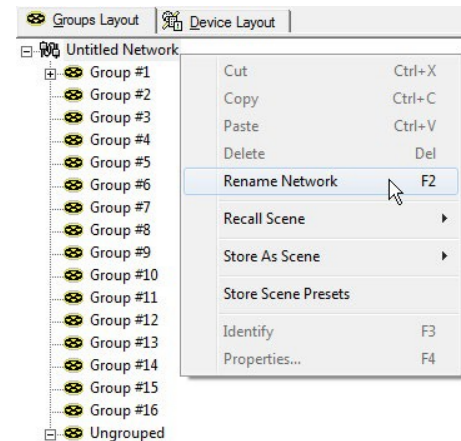 Groups Layout Device Layout
Untitled Network
Group #1
Group #2
Group #3
Group #4
Group #5
Group #6
Group #7
Group #8
Group #9
Group #10
Group #11
Group #12
Group #13
Group #14
Group #15
Group #16
Ungrouped
Cut Ctrl+X
Copy Ctrl+C
Paste Ctrl+V
Delete Del
Rename Network F2
Recall Scene
Store As Scene
Store Scene Presets
Identify F3
Properties... F4